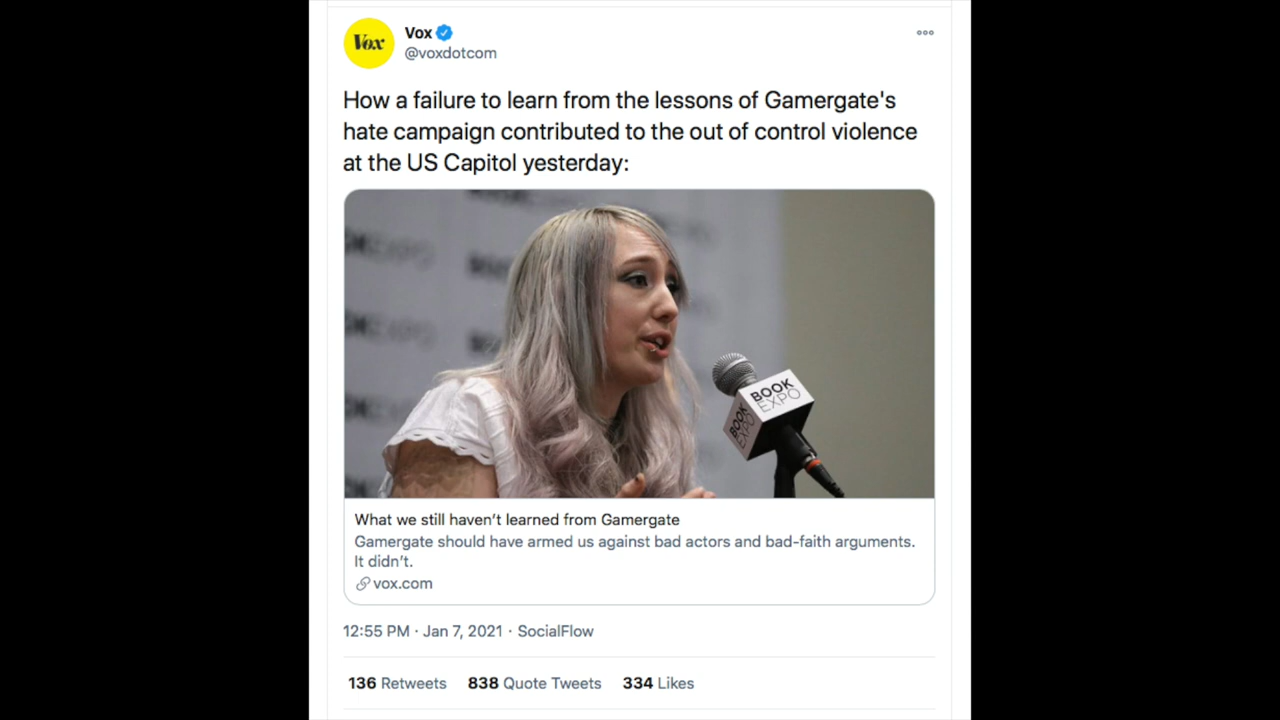 Vox
Vox
@voxdotcom
How a failure to learn from the lessons of Gamergate's
hate campaign contributed to the out of control violence
at the US Capitol yesterday:
BOOK
EXPO
BOOK
EXPO
What we still haven't learned from Gamergate
Gamergate should have armed us against bad actors and bad-faith arguments.
It didn't.
vox.com
12:55 PM · Jan 7, 2021 · SocialFlow
136 Retweets 838 Quote Tweets 334 Likes